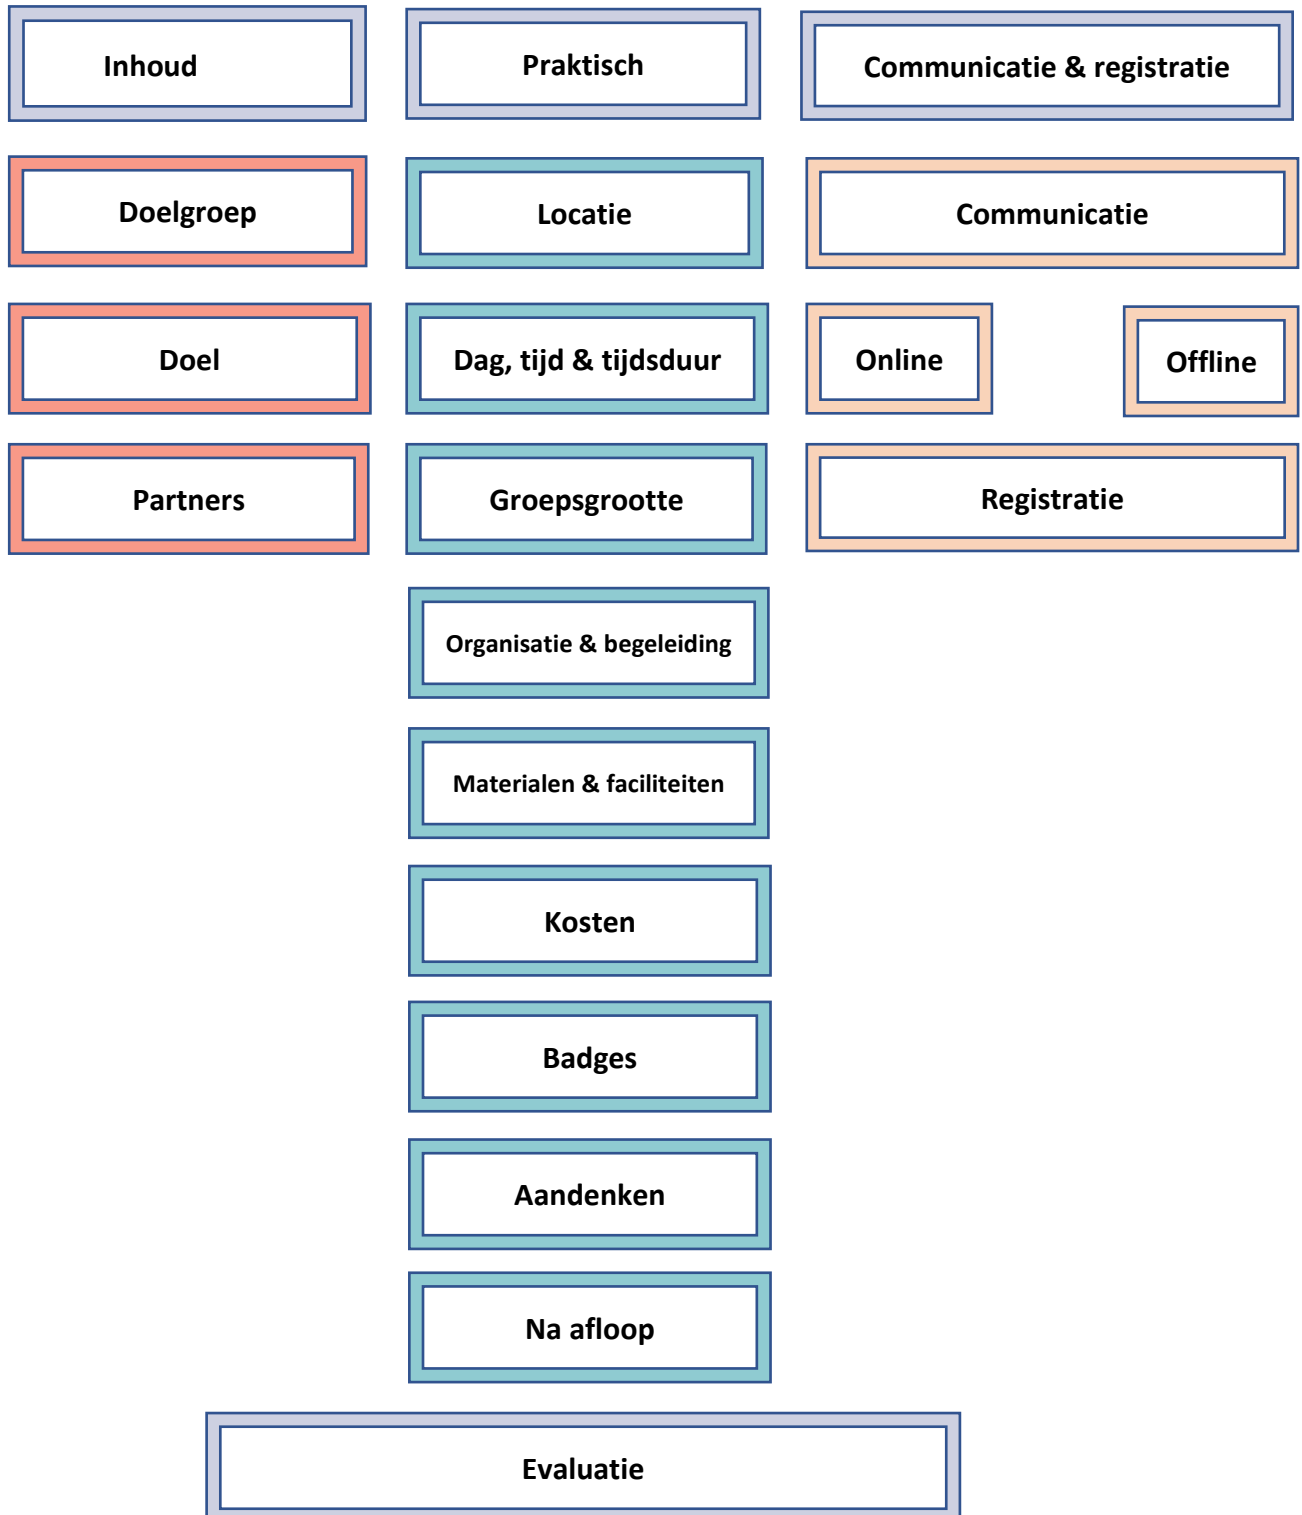 Inhoud
Praktisch
Communicatie & registratie
Doelgroep
Locatie
Communicatie
Doel
Dag, tijd & tijdsduur
Online
Offline
Partners
Groepsgrootte
Registratie
Organisatie & begeleiding
Materialen & faciliteiten
Kosten
Badges
Aandenken
Na afloop
Evaluatie